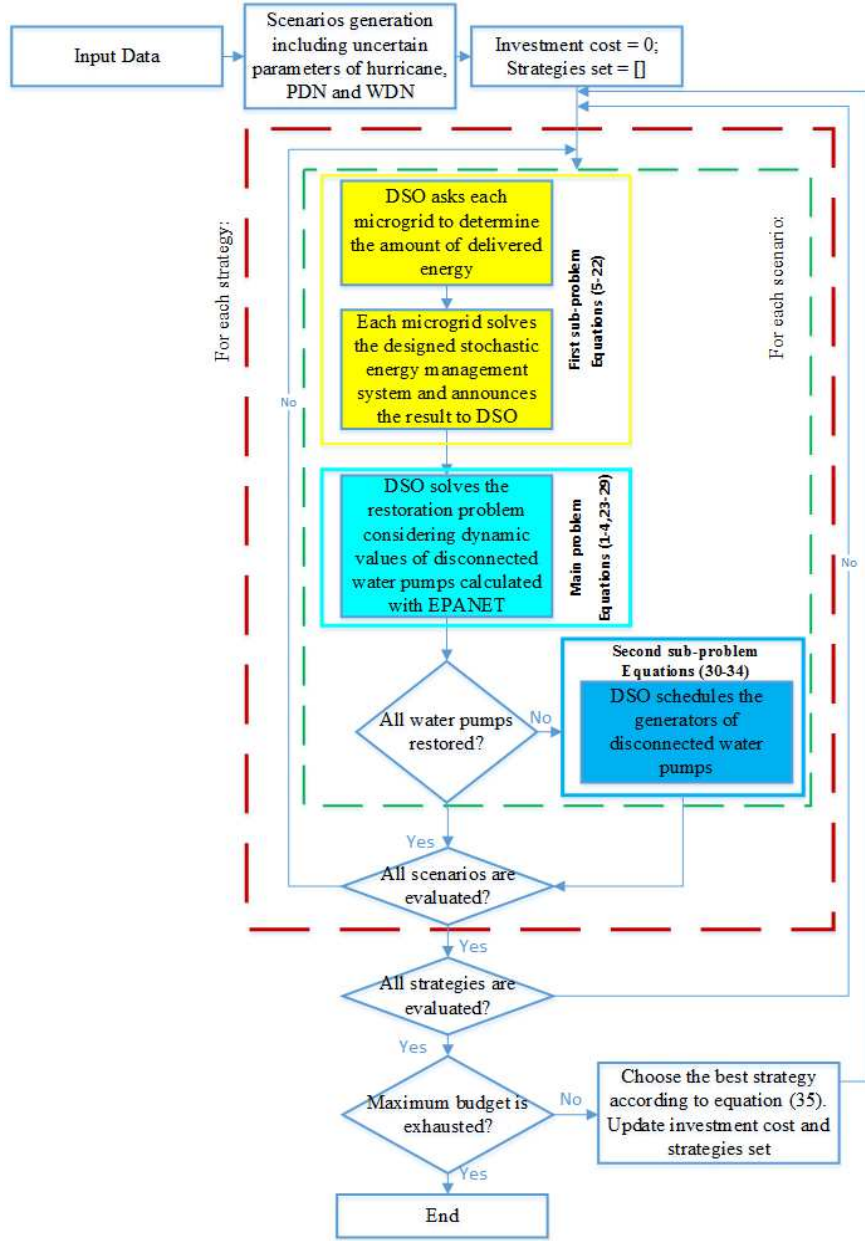 Input Data
Scenarios generation
including uncertain
parameters of hurricane,
PDN and WDN
Investment cost = 0;
Strategies set = []
For each strategy:
For each scenario:
DSO asks each
microgrid to determine
the amount of delivered
energy
Each microgrid solves
the designed stochastic
energy management
system and announces
the result to DSO
First sub-problem
Equations (5-22)
No
DSO solves the
restoration problem
considering dynamic
values of disconnected
water pumps calculated
with EPANET
Main problem
Equations (1-4,23-29)
No
All water pumps
restored?
No
Second sub-problem
Equations (30-34)
DSO schedules the
generators of
disconnected water
pumps
Yes
All scenarios are
evaluated?
Yes
All strategies are
evaluated?
Yes
Maximum budget is
exhausted?
No
Choose the best strategy
according to equation (35).
Update investment cost and
strategies set
Yes
End